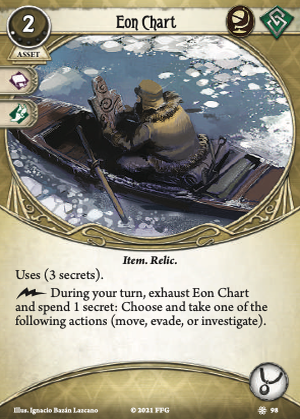 Eon Chart
2
ASSET
Item. Relic.
Uses (3 secrets).
During your turn, exhaust Eon Chart
and spend 1 secret: Choose and take one of the
following actions (move, evade, or investigate).
Illus. Ignacio Bazán Lazcano
© 2021 FFG
98